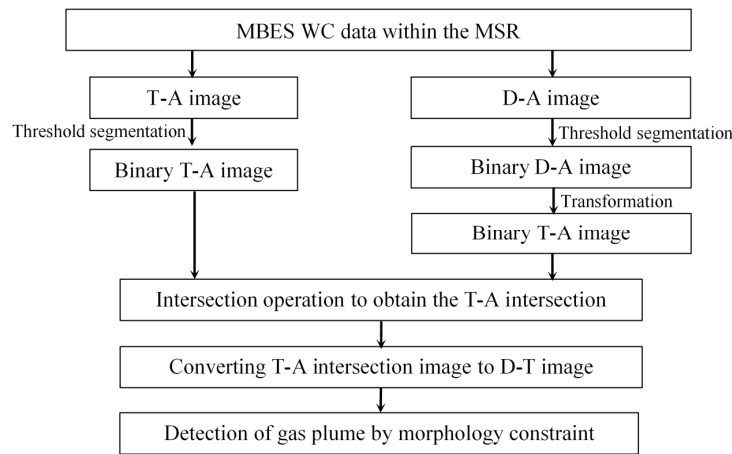 MBES WC data within the MSR
T-A image
D-A image
Threshold segmentation
Threshold segmentation
Binary T-A image
Binary D-A image
Transformation
Binary T-A image
Intersection operation to obtain the T-A intersection
Converting T-A intersection image to D-T image
Detection of gas plume by morphology constraint